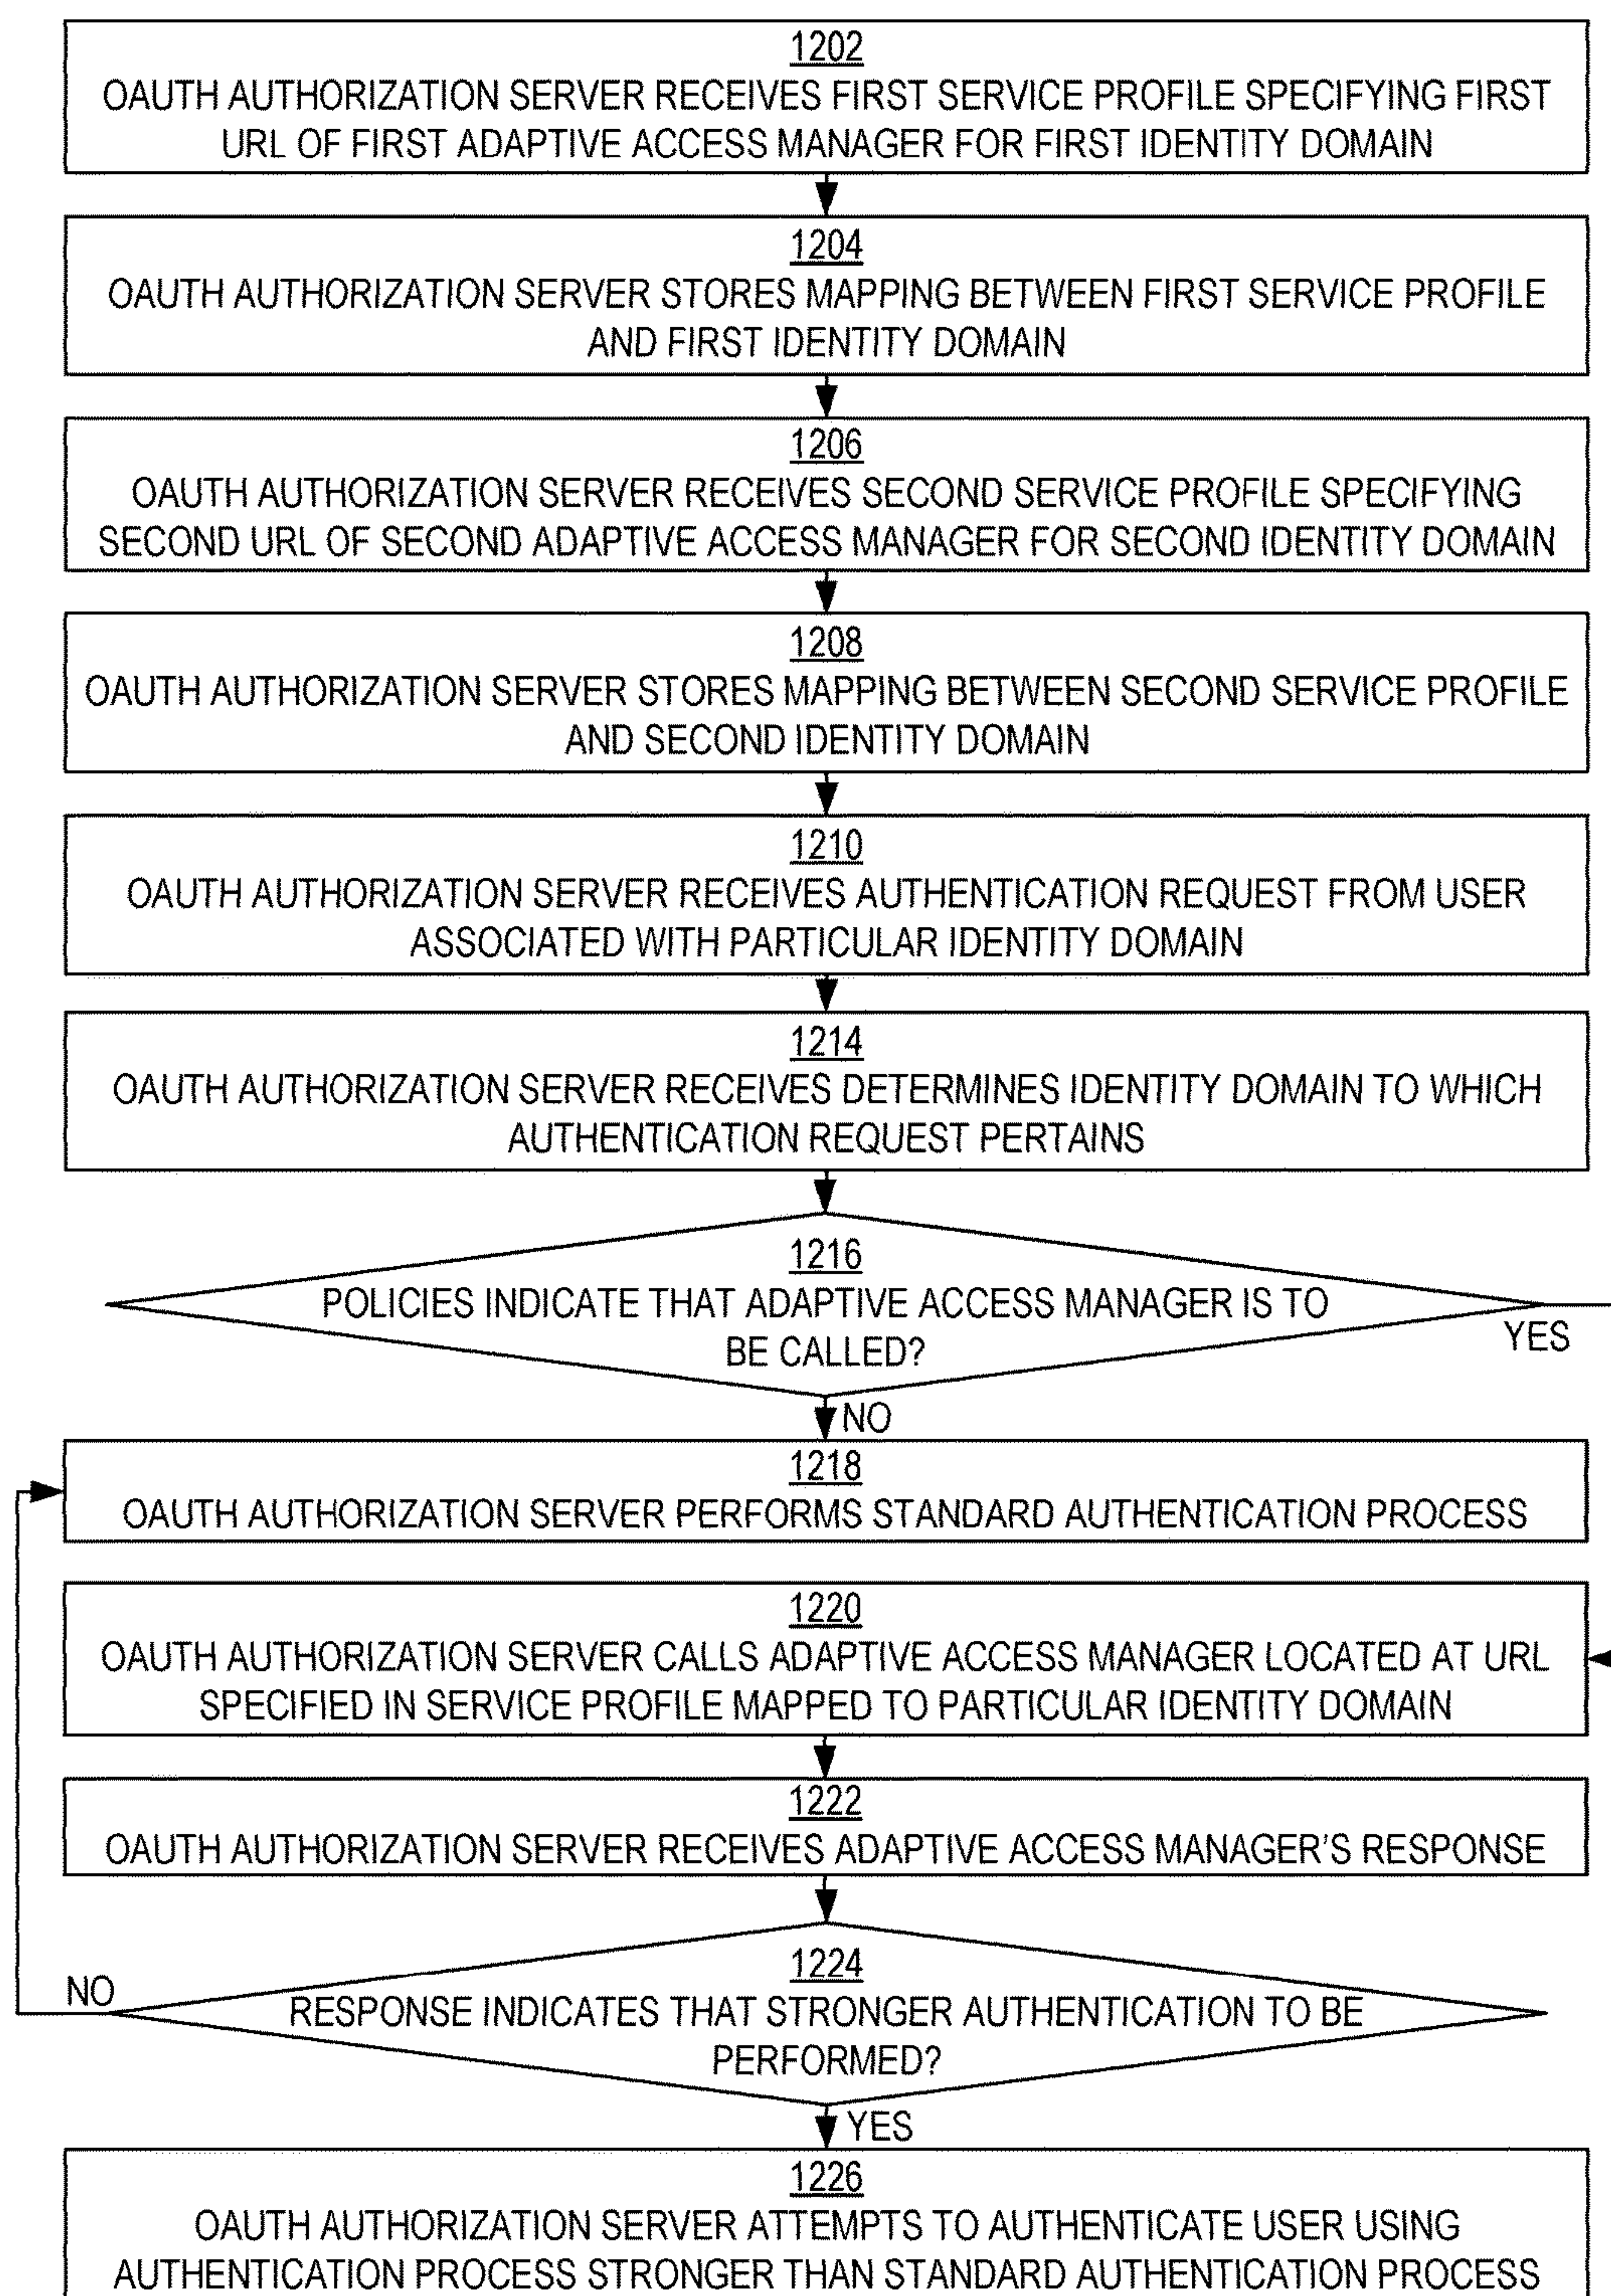 1202
OAUTH AUTHORIZATION SERVER RECEIVES FIRST SERVICE PROFILE SPECIFYING FIRST
URL OF FIRST ADAPTIVE ACCESS MANAGER FOR FIRST IDENTITY DOMAIN
1204
OAUTH AUTHORIZATION SERVER STORES MAPPING BETWEEN FIRST SERVICE PROFILE
AND FIRST IDENTITY DOMAIN
1206
OAUTH AUTHORIZATION SERVER RECEIVES SECOND SERVICE PROFILE SPECIFYING
SECOND URL OF SECOND ADAPTIVE ACCESS MANAGER FOR SECOND IDENTITY DOMAIN
1208
OAUTH AUTHORIZATION SERVER STORES MAPPING BETWEEN SECOND SERVICE PROFILE
AND SECOND IDENTITY DOMAIN
1210
OAUTH AUTHORIZATION SERVER RECEIVES AUTHENTICATION REQUEST FROM USER
ASSOCIATED WITH PARTICULAR IDENTITY DOMAIN
1214
OAUTH AUTHORIZATION SERVER RECEIVES DETERMINES IDENTITY DOMAIN TO WHICH
AUTHENTICATION REQUEST PERTAINS
1216
POLICIES INDICATE THAT ADAPTIVE ACCESS MANAGER IS TO
BE CALLED?
YES
NO
1218
OAUTH AUTHORIZATION SERVER PERFORMS STANDARD AUTHENTICATION PROCESS
1220
OAUTH AUTHORIZATION SERVER CALLS ADAPTIVE ACCESS MANAGER LOCATED AT URL
SPECIFIED IN SERVICE PROFILE MAPPED TO PARTICULAR IDENTITY DOMAIN
1222
OAUTH AUTHORIZATION SERVER RECEIVES ADAPTIVE ACCESS MANAGER'S RESPONSE
1224
NO
RESPONSE INDICATES THAT STRONGER AUTHENTICATION TO BE
PERFORMED?
YES
1226
OAUTH AUTHORIZATION SERVER ATTEMPTS TO AUTHENTICATE USER USING
AUTHENTICATION PROCESS STRONGER THAN STANDARD AUTHENTICATION PROCESS